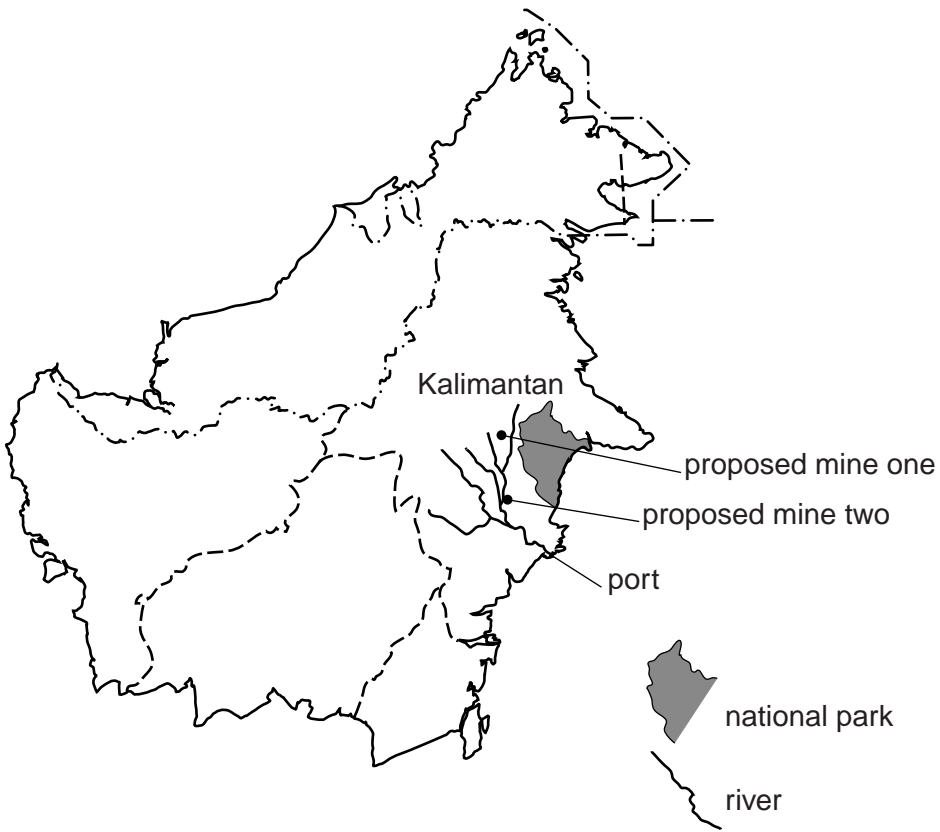 Kalimantan
proposed mine one
proposed mine two
port
national park
river